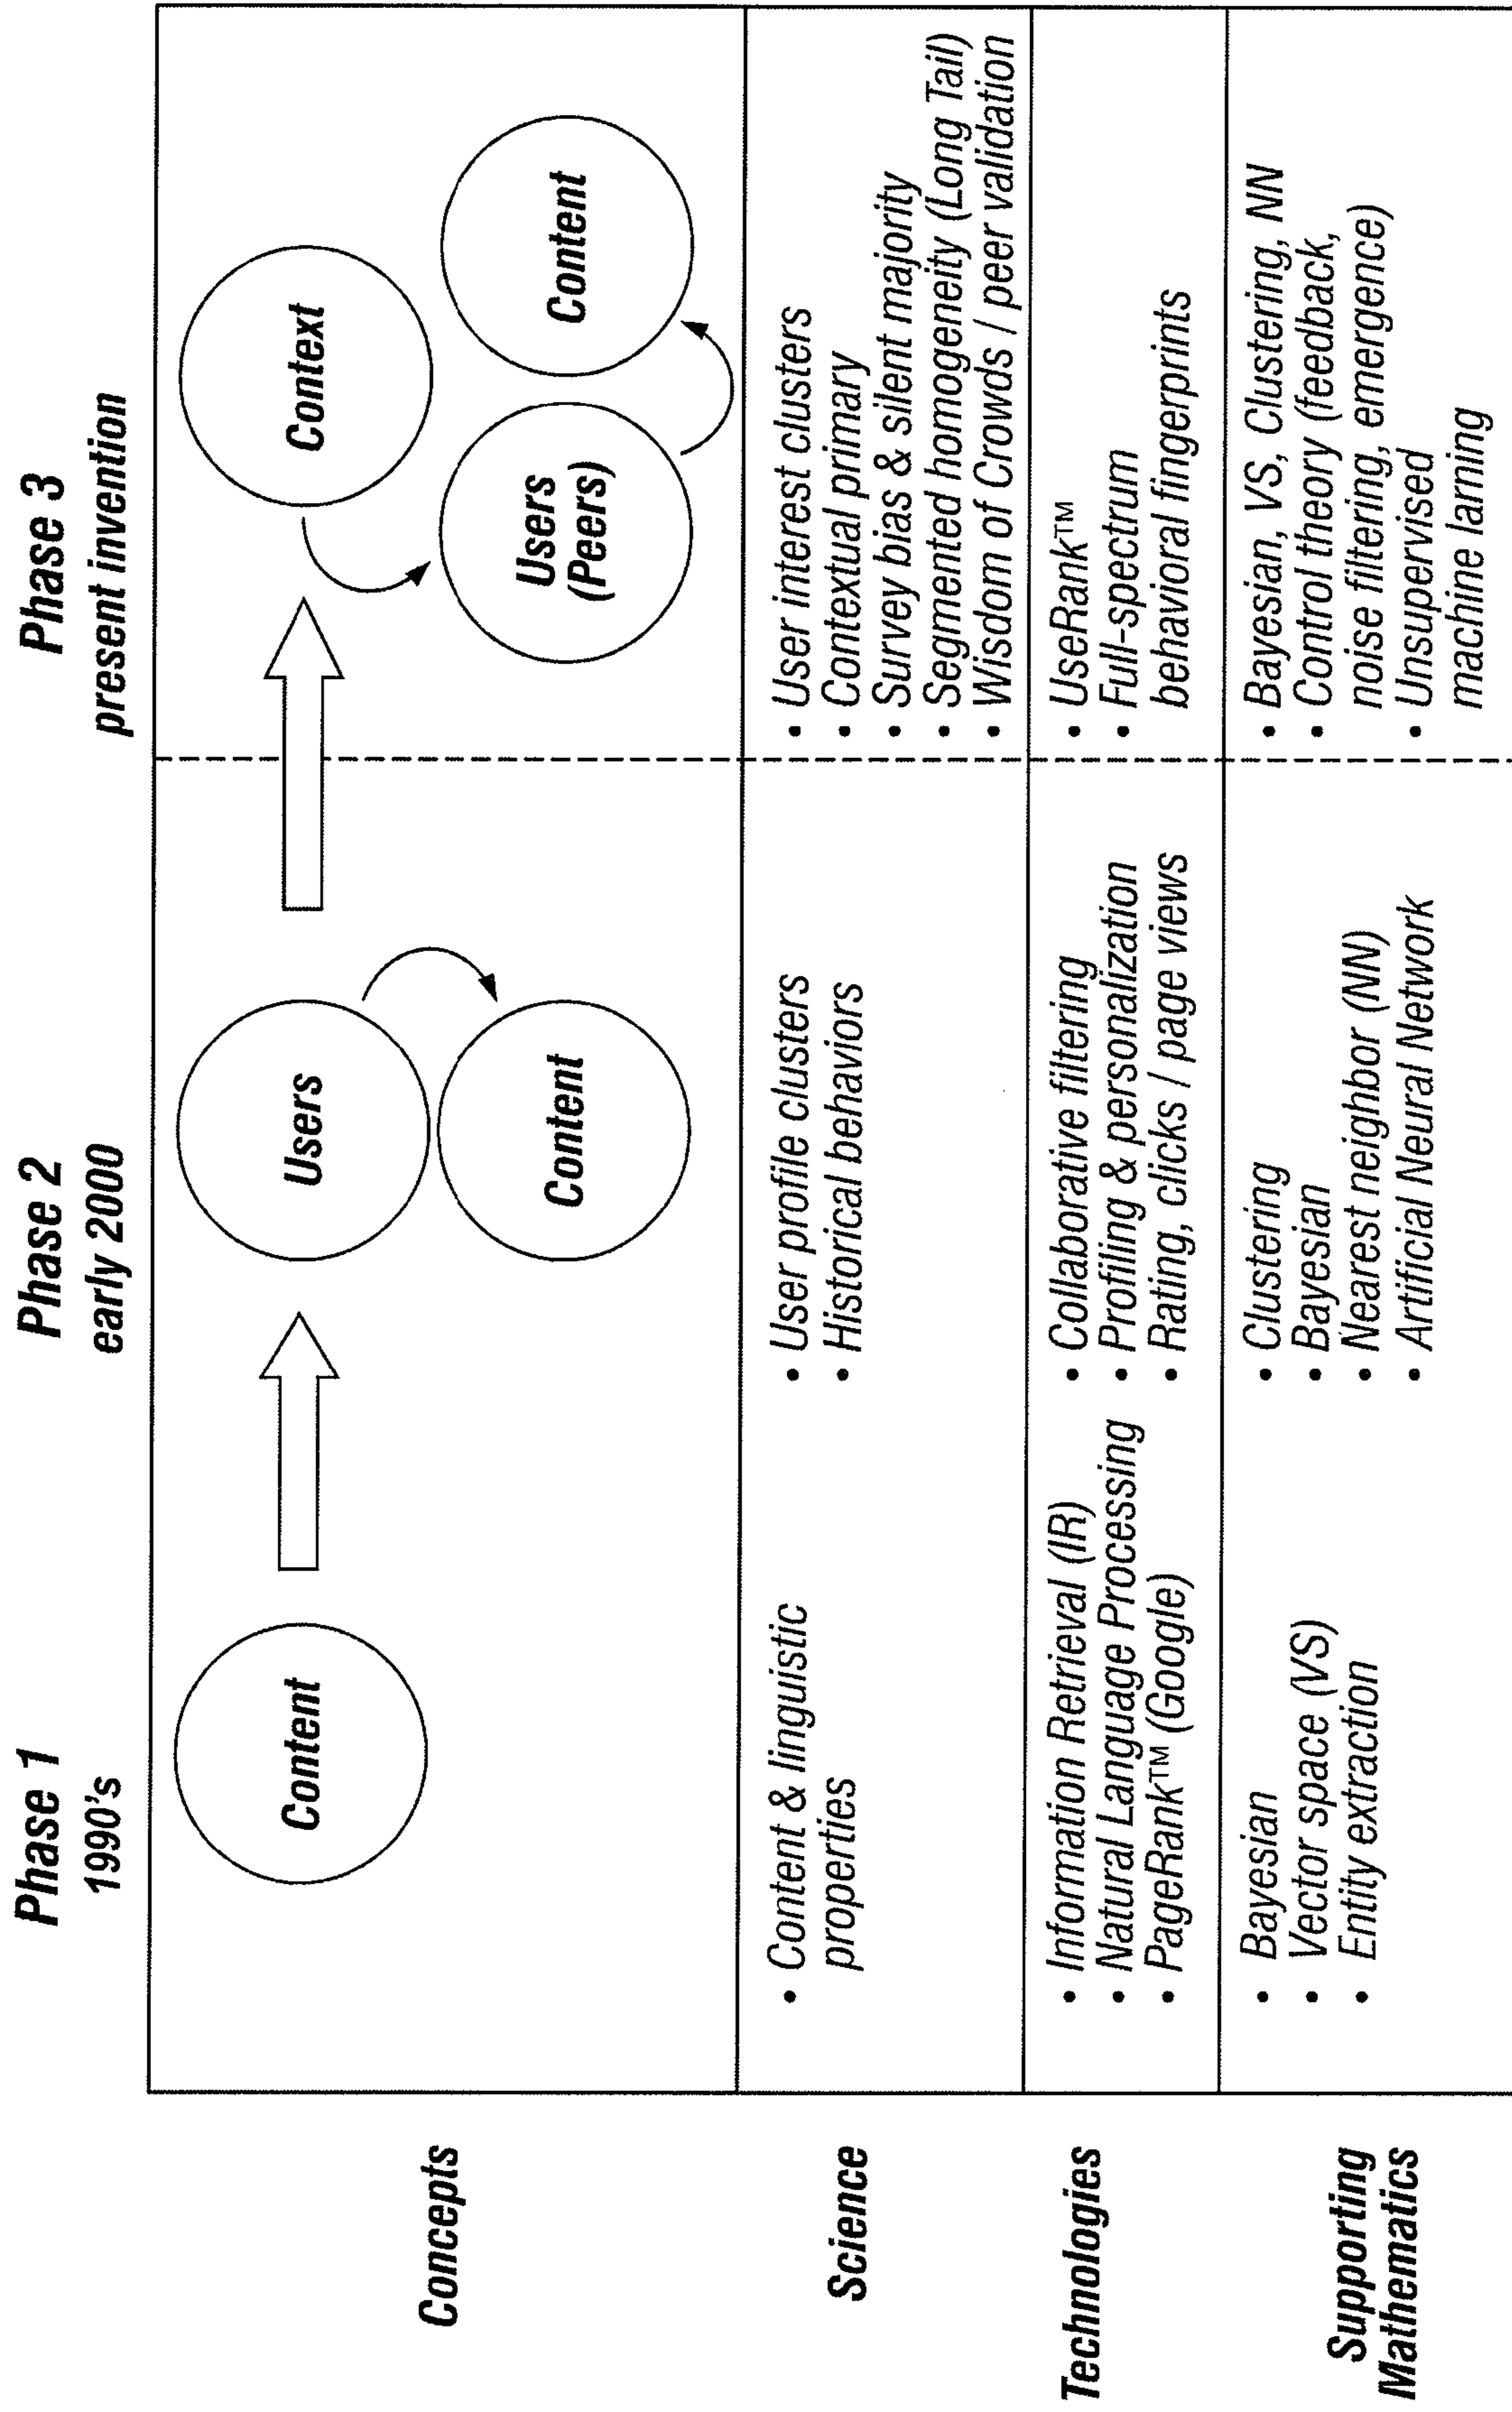 Phase 1
1990's
Phase 2
early 2000
Phase 3
present invention
Concepts
Content
Users
Content
Context
Users
(Peers)
Content
Science
• Content & linguistic
properties
• User profile clusters
• Historical behaviors
• User interest clusters
• Contextual primary
• Survey bias & silent majority
• Segmented homogeneity (Long Tail)
• Wisdom of Crowds / peer validation
Technologies
• Information Retrieval (IR)
• Natural Language Processing
• PageRank™ (Google)
• Collaborative filtering
• Profiling & personalization
• Rating, clicks / page views
• UseRank™
• Full-spectrum
behavioral fingerprints
Supporting
Mathematics
• Bayesian
• Vector space (VS)
• Entity extraction
• Clustering
• Bayesian
• Nearest neighbor (NN)
• Artificial Neural Network
• Bayesian, VS, Clustering, NN
• Control theory (feedback,
noise filtering, emergence)
• Unsupervised
machine larning